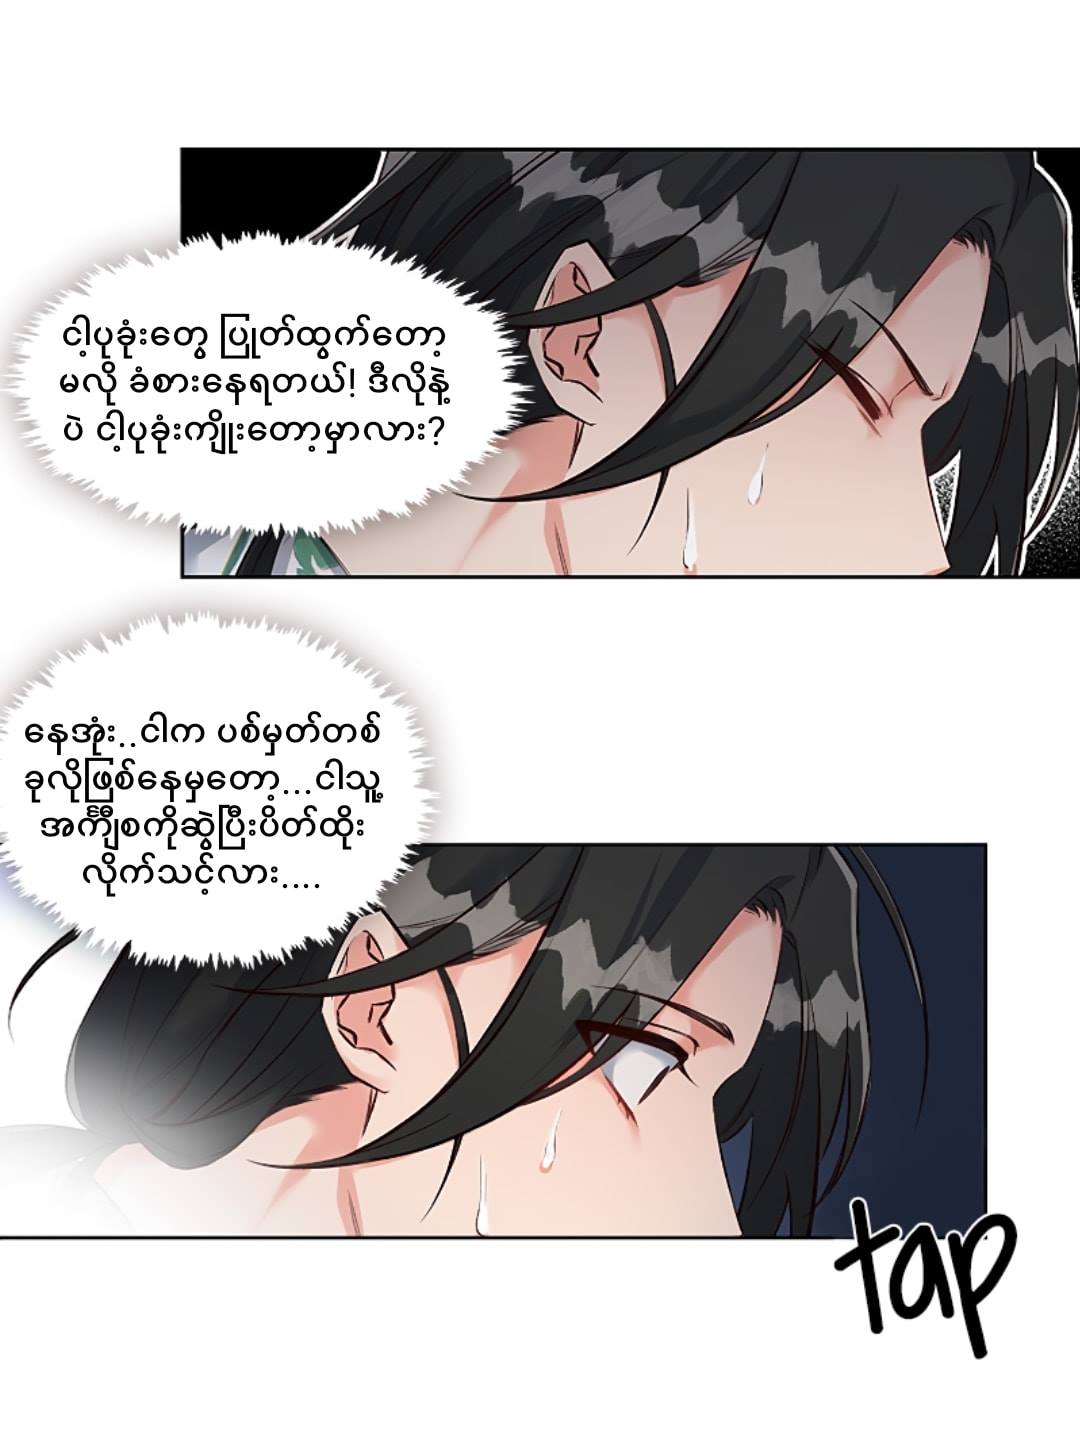 ငါ့ပုခုံးတွေ ပြုတ်ထွက်တော့
မလို ခံစားနေရတယ်! ဒီလိုနဲ့
ပဲ ငါ့ပုခုံးကျိုးတော့မှာလား?
နေအုံး..ငါက ပစ်မှတ်တစ်
ခုလိုဖြစ်နေမှတော့...ငါသူ့
အင်္ကျီစကိုဆွဲပြီးပိတ်ထိုး
လိုက်သင့်လား....
tap